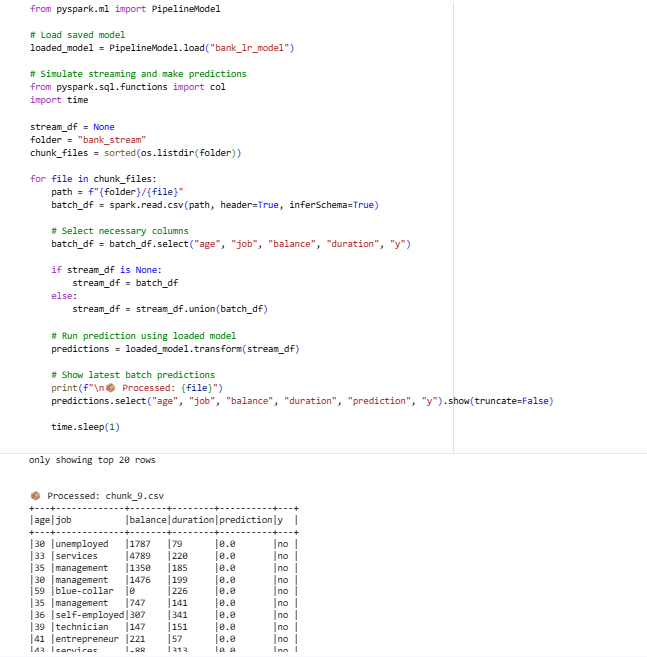 from pyspark.ml import PipelineModel
# Load saved model
loaded_model = PipelineModel.load("bank_lr_model")
# Simulate streaming and make predictions
from pyspark.sql.functions import col
import time
stream_df = None
folder = "bank_stream"
chunk_files = sorted(os.listdir(folder))
for file in chunk_files:
    path = f"{folder}/{file}"
    batch_df = spark.read.csv(path, header=True, inferSchema=True)
    # Select necessary columns
    batch_df = batch_df.select("age", "job", "balance", "duration", "y")
    if stream_df is None:
        stream_df = batch_df
    else:
        stream_df = stream_df.union(batch_df)
    # Run prediction using loaded model
    predictions = loaded_model.transform(stream_df)
    # Show latest batch predictions
    print(f"\n📦 Processed: {file}")
    predictions.select("age", "job", "balance", "duration", "prediction", "y").show(truncate=False)
    time.sleep(1)
only showing top 20 rows
📦 Processed: chunk_9.csv
+---+-------------+-------+--------+----------+---+
|age|job          |balance|duration|prediction|y  |
+---+-------------+-------+--------+----------+---+
|30 |unemployed   |1787   |79      |0.0       |no |
|33 |services     |4789   |220     |0.0       |no |
|35 |management   |1350   |185     |0.0       |no |
|30 |management   |1476   |199     |0.0       |no |
|59 |blue-collar  |0      |226     |0.0       |no |
|35 |management   |747    |141     |0.0       |no |
|36 |self-employed|307    |341     |0.0       |no |
|39 |technician   |147    |151     |0.0       |no |
|41 |entrepreneur |221    |57      |0.0       |no |
|43 |services     |-88    |313     |0.0       |no |